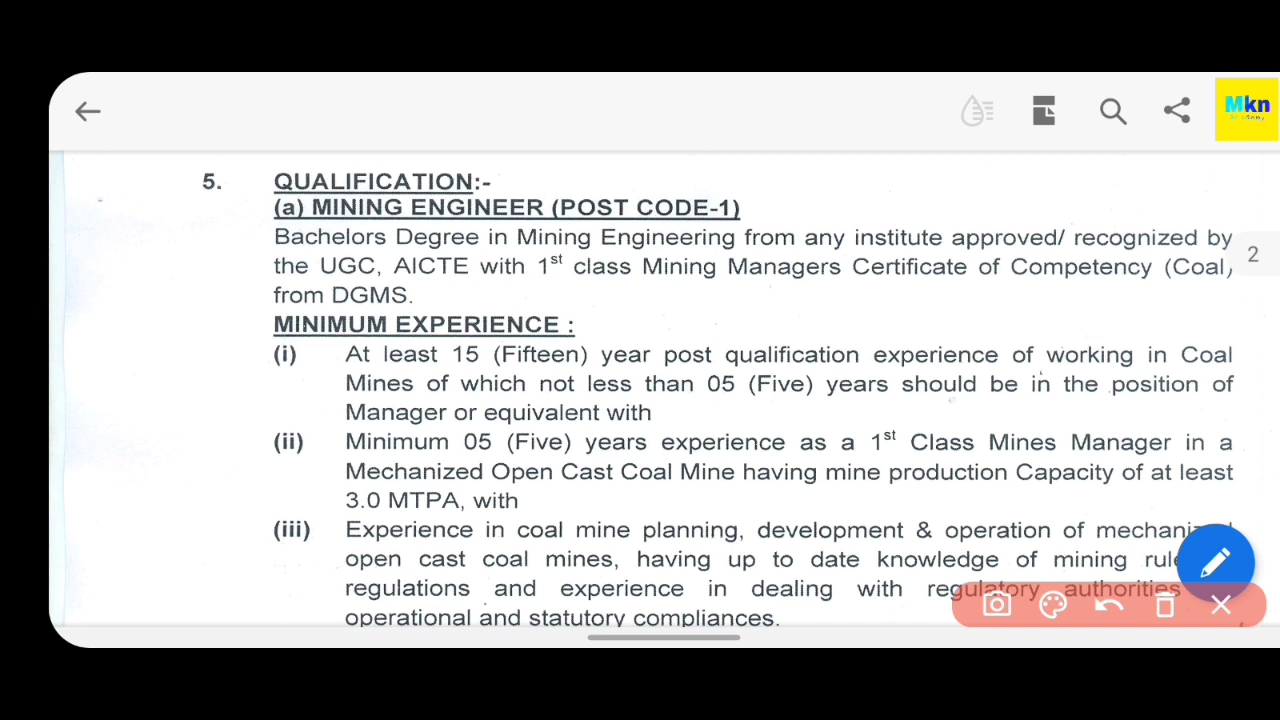 Mkn
5. QUALIFICATION:-
(a) MINING ENGINEER (POST CODE-1)
Bachelors Degree in Mining Engineering from any institute approved/ recognized by
2
the UGC, AICTE with 1st class Mining Managers Certificate of Competency (Coal)
from DGMS.
MINIMUM EXPERIENCE :
(i) At least 15 (Fifteen) year post qualification experience of working in Coal
Mines of which not less than 05 (Five) years should be in the position of
Manager or equivalent with
(ii) Minimum 05 (Five) years experience as a 1st Class Mines Manager in a
Mechanized Open Cast Coal Mine having mine production Capacity of at least
3.0 MTPA, with
(iii) Experience in coal mine planning, development & operation of
open cast coal mines, having up to date knowledge of mining
regulations and experience in dealing with regulatory authorities
operational and statutory compliances.